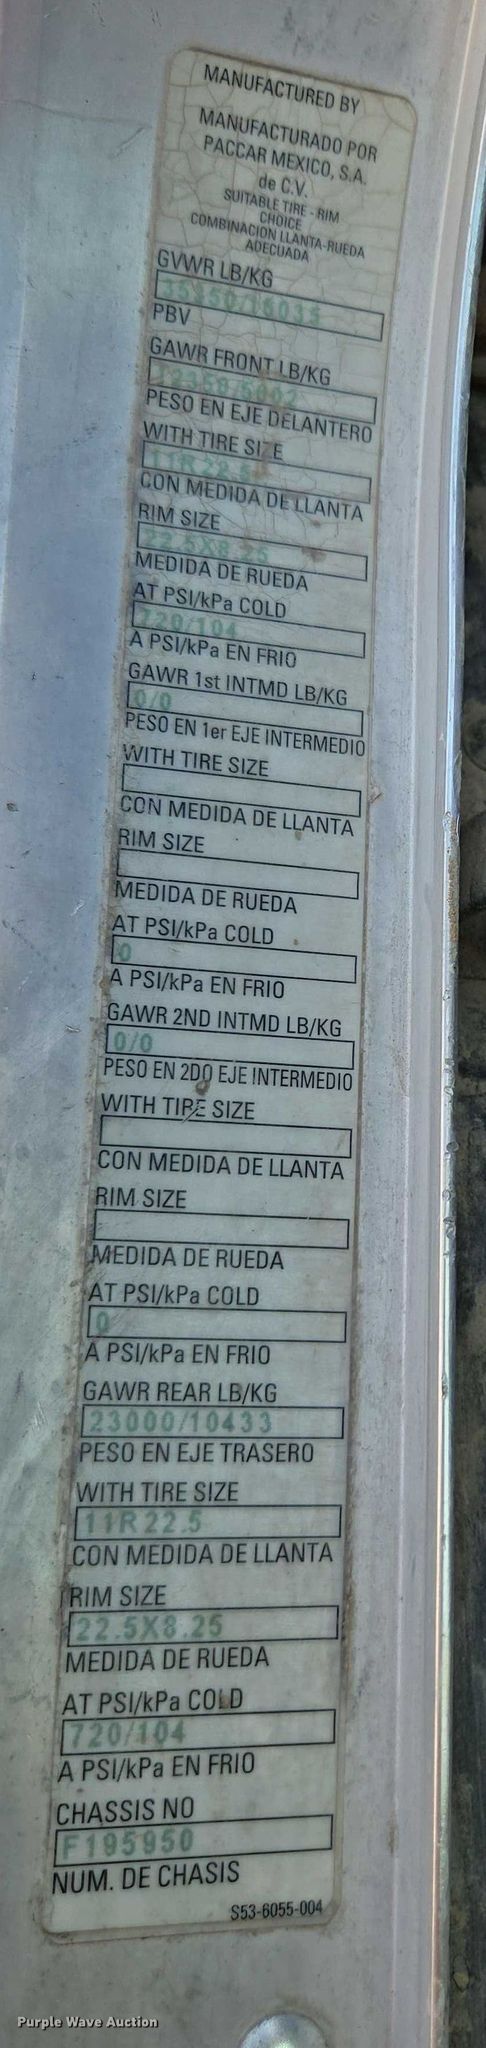 MANUFACTURED BY
MANUFACTURADO POR
PACCAR MEXICO, S.A.
de C.V.
SUITABLE TIRE - RIM
CHOICE
COMBINACION LLANTA-RUEDA
ADECUADA
GVWR LB/KG
35350/16035
PBV
GAWR FRONT LB/KG
12350/5602
PESO EN EJE DELANTERO
WITH TIRE SIZE
11R22.5
CON MEDIDA DE LLANTA
RIM SIZE
22.5X8.25
MEDIDA DE RUEDA
AT PSI/kPa COLD
720/104
A PSI/kPa EN FRIO
GAWR 1st INTMD LB/KG
0/0
PESO EN 1er EJE INTERMEDIO
WITH TIRE SIZE
CON MEDIDA DE LLANTA
RIM SIZE
MEDIDA DE RUEDA
AT PSI/kPa COLD
0
A PSI/kPa EN FRIO
GAWR 2ND INTMD LB/KG
0/0
PESO EN 2DO EJE INTERMEDIO
WITH TIRE SIZE
CON MEDIDA DE LLANTA
RIM SIZE
MEDIDA DE RUEDA
AT PSI/kPa COLD
0
A PSI/kPa EN FRIO
GAWR REAR LB/KG
23000/10433
PESO EN EJE TRASERO
WITH TIRE SIZE
11R22.5
CON MEDIDA DE LLANTA
RIM SIZE
22.5X8.25
MEDIDA DE RUEDA
AT PSI/kPa COLD
720/104
A PSI/kPa EN FRIO
CHASSIS NO
F195950
NUM. DE CHASIS
S53-6055-004
Purple Wave Auction